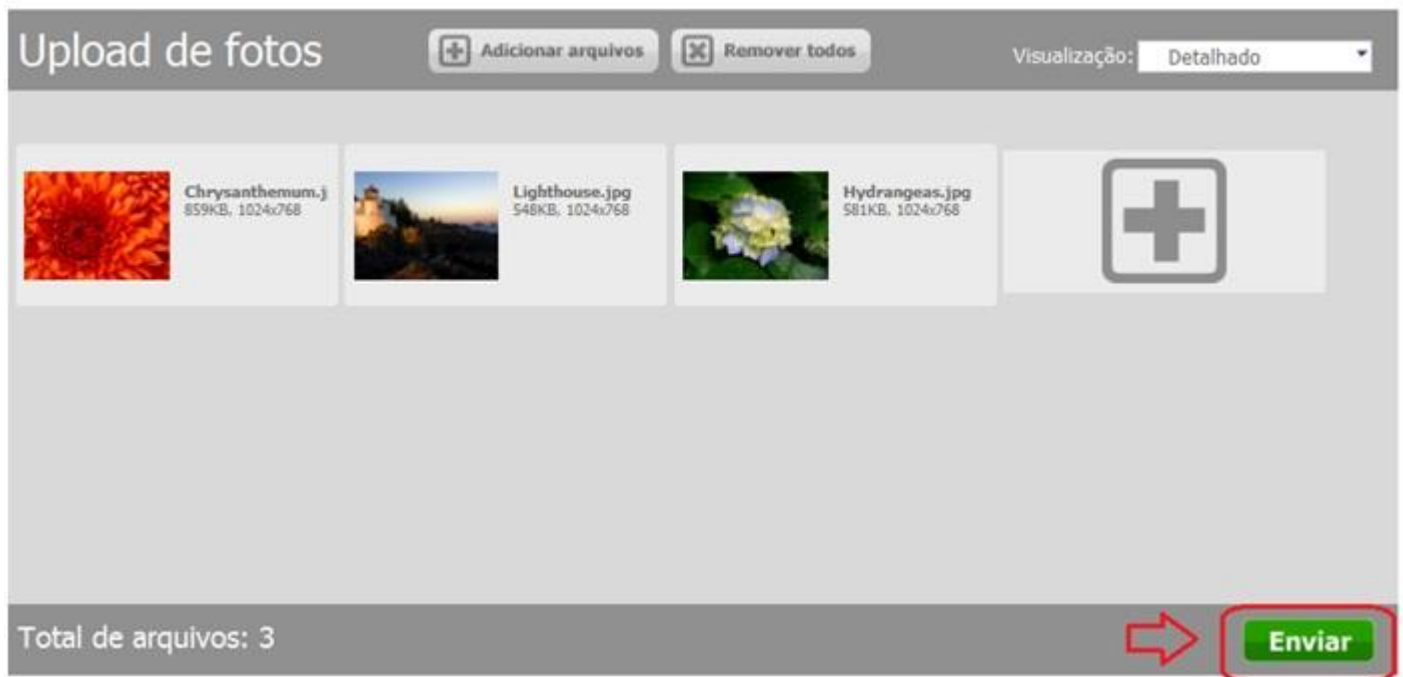 Upload de fotos
Adicionar arquivos
Remover todos
Visualização:
Detalhado
Chrysanthemum.j
859KB, 1024x768
Lighthouse.jpg
548KB, 1024x768
Hydrangeas.jpg
581KB, 1024x768
Total de arquivos: 3
Enviar